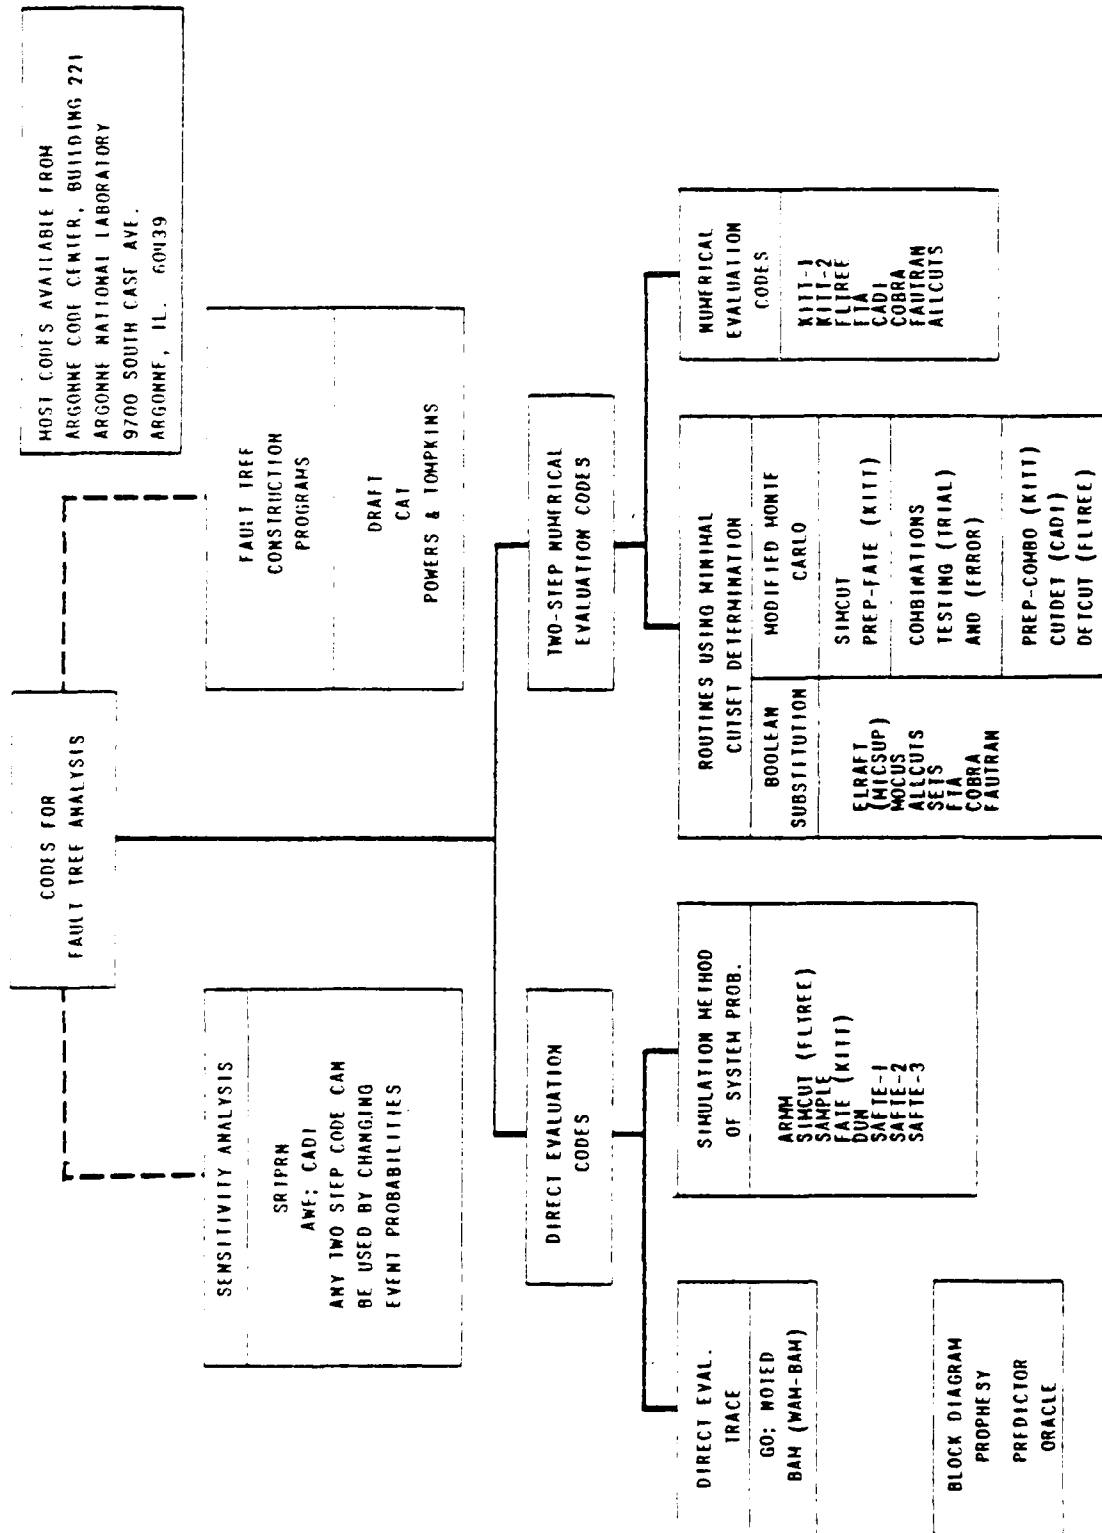 MOST CODES AVAILABLE FROM
ARGONNE CODE CENTER, BUILDING 221
ARGONNE NATIONAL LABORATORY
9700 SOUTH CASE AVE.
ARGONNE, IL. 60439
CODES FOR
FAULT TREE ANALYSIS
SENSITIVITY ANALYSIS
SRTPRN
AWE; CADI
ANY TWO STEP CODE CAN
BE USED BY CHANGING
EVENT PROBABILITIES
FAULT TREE
CONSTRUCTION
PROGRAMS
DRAFT
CAT
POWERS & TOMPKINS
DIRECT EVALUATION
CODES
TWO-STEP NUMERICAL
EVALUATION CODES
DIRECT EVAL.
TRACE
GO; NOTED
BAM (WAM-BAM)
SIMULATION METHOD
OF SYSTEM PROB.
ARMM
SIMCUT (FLTREE)
SAMPLE
FATE (KITT)
DUN
SAFTE-1
SAFTE-2
SAFTE-3
ROUTINES USING MINIMAL
CUTSET DETERMINATION
BOOLEAN
SUBSTITUTION
ELRAFT
(MICSUP)
MOCUS
ALLCUTS
SETS
FTA
COBRA
FAUTRAN
MODIFIED MONTE
CARLO
SIMCUT
PREP-FATE (KITT)
COMBINATIONS
TESTING (TRIAL)
AND (ERROR)
PREP-COMBO (KITT)
CUTDET (CADI)
DETCUT (FLTREE)
NUMERICAL
EVALUATION
CODES
KITT-1
KITT-2
FLTREE
FTA
CADI
COBRA
FAUTRAN
ALLCUTS
BLOCK DIAGRAM
PROPHESY
PREDICTOR
ORACLE